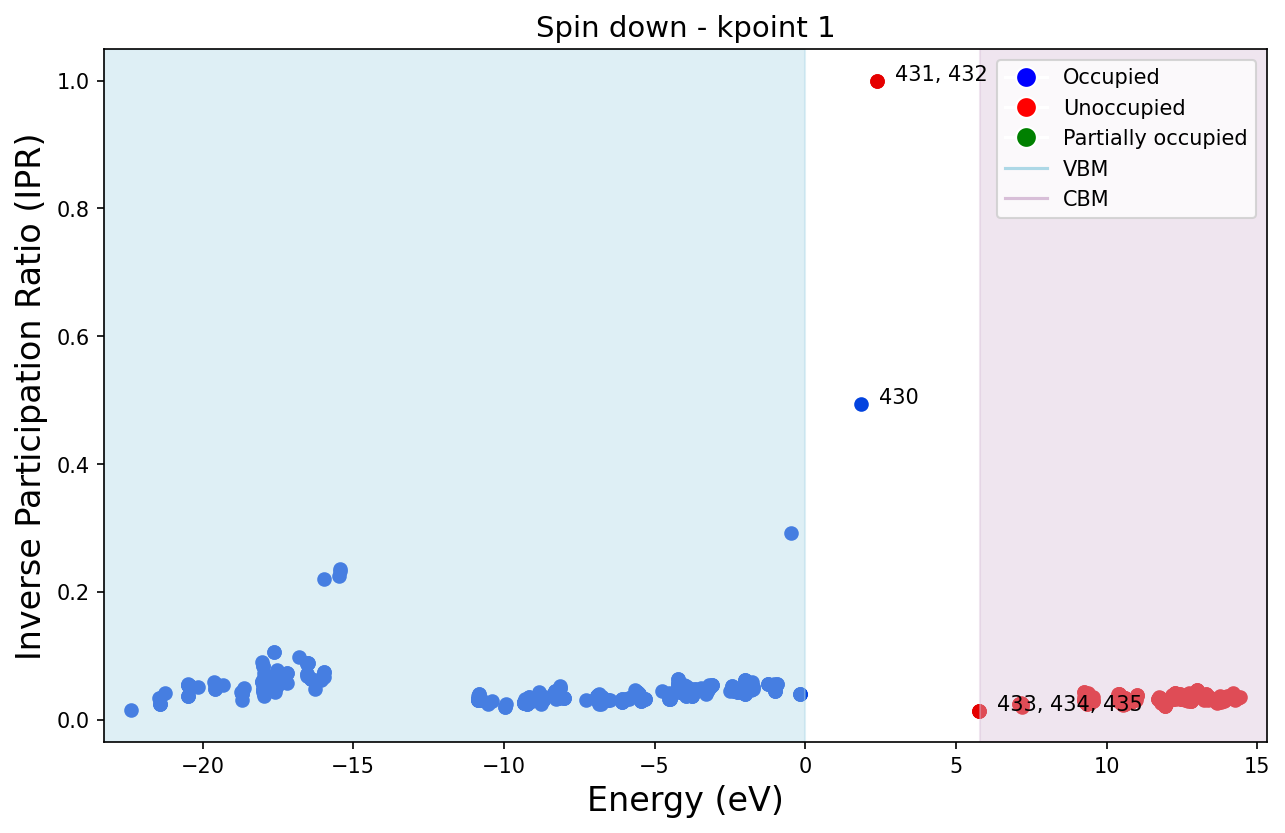 Spin down - kpoint 1
Inverse Participation Ratio (IPR)
1.0
0.8
0.6
0.4
0.2
0.0
431, 432
430
433, 434, 435
Occupied
Unoccupied
Partially occupied
VBM
CBM
−20
−15
−10
−5
0
5
10
15
Energy (eV)